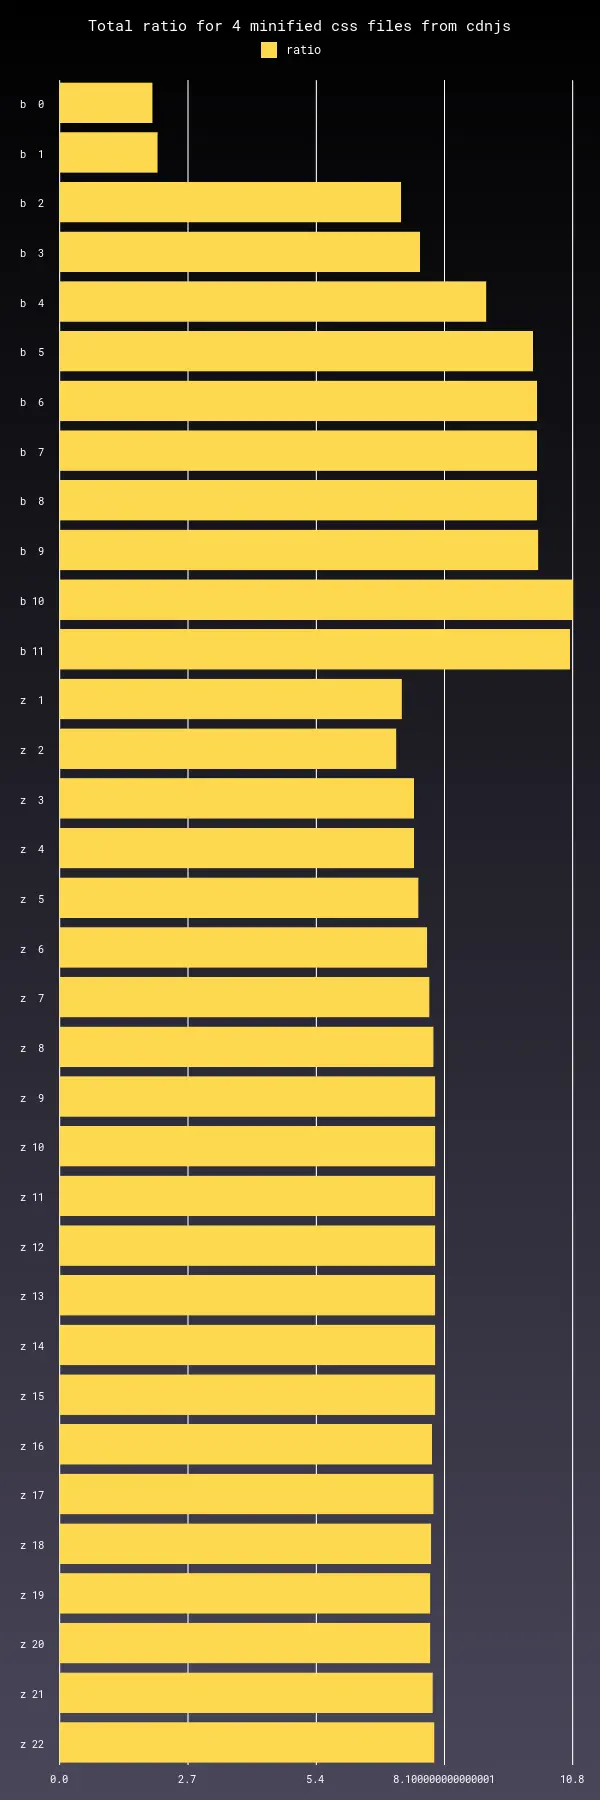 Total ratio for 4 minified css files from cdnjs
ratio
b 0
b 1
b 2
b 3
b 4
b 5
b 6
b 7
b 8
b 9
b 10
b 11
z 1
z 2
z 3
z 4
z 5
z 6
z 7
z 8
z 9
z 10
z 11
z 12
z 13
z 14
z 15
z 16
z 17
z 18
z 19
z 20
z 21
z 22
0.0 2.7 5.4 8.100000000000001 10.8